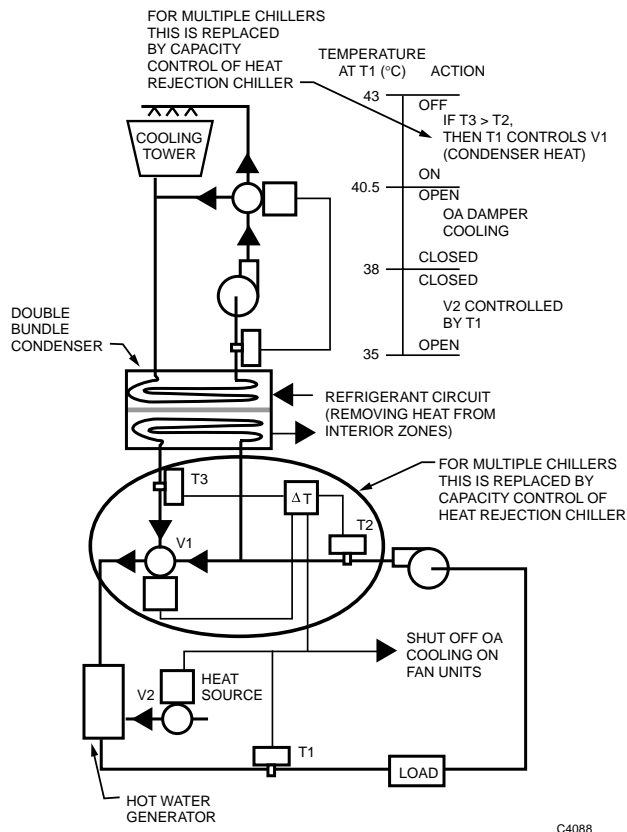 FOR MULTIPLE CHILLERS
THIS IS REPLACED
BY CAPACITY
CONTROL OF HEAT
REJECTION CHILLER
TEMPERATURE
AT T1 (°C)
ACTION
43
OFF
IF T3 > T2,
THEN T1 CONTROLS V1
(CONDENSER HEAT)
ON
40.5
OPEN
OA DAMPER
COOLING
CLOSED
38
CLOSED
V2 CONTROLLED
BY T1
OPEN
35
COOLING
TOWER
DOUBLE
BUNDLE
CONDENSER
REFRIGERANT CIRCUIT
(REMOVING HEAT FROM
INTERIOR ZONES)
FOR MULTIPLE CHILLERS
THIS IS REPLACED BY
CAPACITY CONTROL OF
HEAT REJECTION CHILLER
T3
Δ T
T2
V1
SHUT OFF OA
COOLING ON
FAN UNITS
V2
HEAT
SOURCE
T1
LOAD
HOT WATER
GENERATOR
C4088